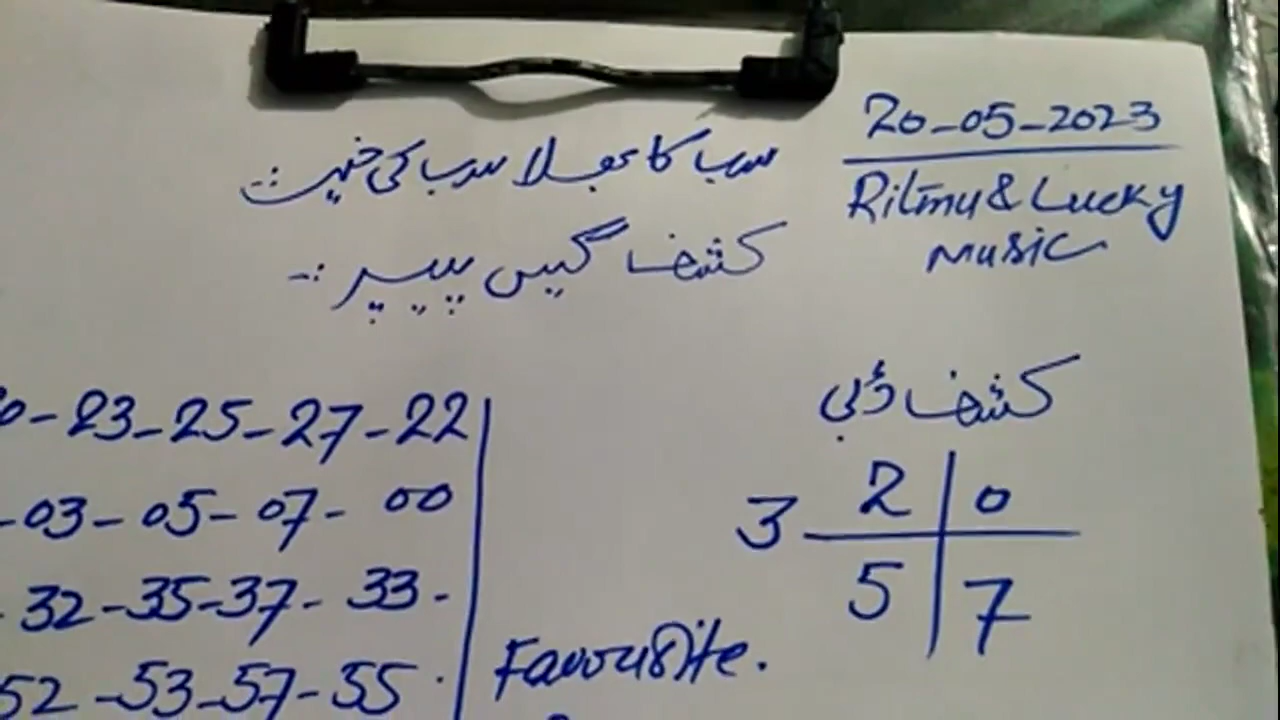 20-05-2023
Ritmu & Lucky
Music
سب کا بھلا سب کی خیر
کشف گیس پیپر :-
کشف ڈبی
2 0
3
5 7
-23-25-27-22
-03-05-07-00
-32-35-37-33-
52-53-57-55.
Favourite.